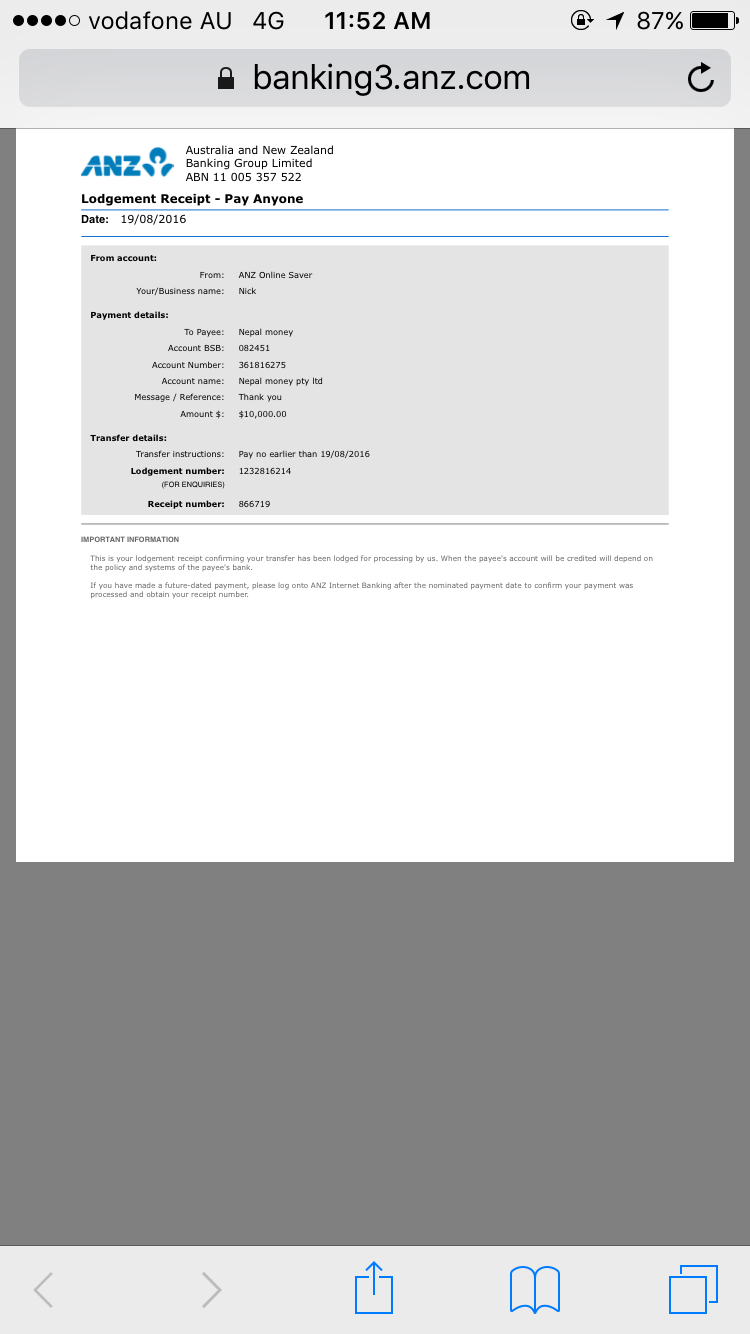 vodafone AU 4G 11:52 AM 87%
banking3.anz.com
ANZ
Australia and New Zealand
Banking Group Limited
ABN 11 005 357 522
Lodgement Receipt - Pay Anyone
Date: 19/08/2016
From account:
From: ANZ Online Saver
Your/Business name: Nick
Payment details:
To Payee: Nepal money
Account BSB: 082451
Account Number: 361816275
Account name: Nepal money pty ltd
Message / Reference: Thank you
Amount $: $10,000.00
Transfer details:
Transfer instructions: Pay no earlier than 19/08/2016
Lodgement number: 1232816214
(FOR ENQUIRIES)
Receipt number: 866719
IMPORTANT INFORMATION
This is your lodgement receipt confirming your transfer has been lodged for processing by us. When the payee's account will be credited will depend on
the policy and systems of the payee's bank.
If you have made a future-dated payment, please log onto ANZ Internet Banking after the nominated payment date to confirm your payment was
processed and obtain your receipt number.